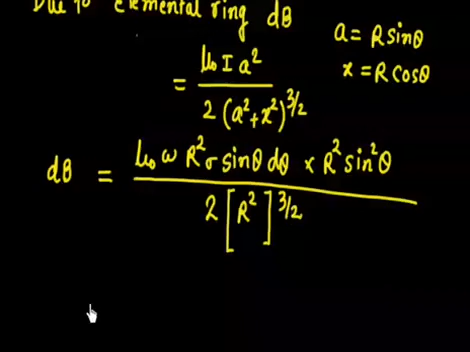 Due to elemental ring dB
= μ₀ I a² / 2 (a² + x²)^3/2
a = R sinθ
x = R cosθ
dB = μ₀ ω R² σ sinθ dθ × R² sin²θ / 2 [R²]^3/2